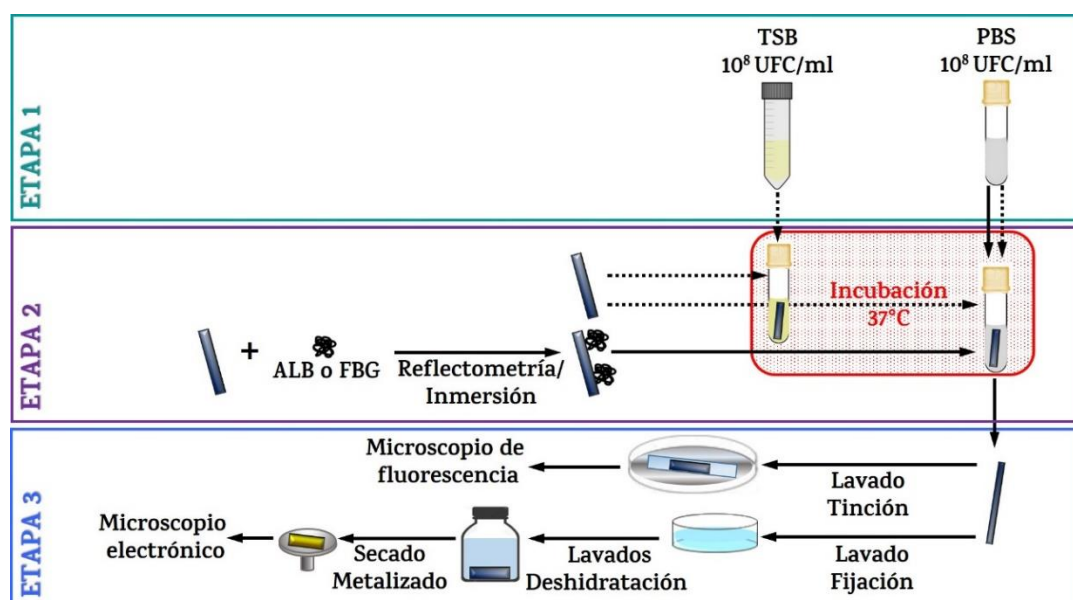 ETAPA 1
TSB
10⁸ UFC/ml
PBS
10⁸ UFC/ml
ETAPA 2
+
ALB o FBG
Reflectometría/
Inmersión
Incubación
37°C
ETAPA 3
Microscopio de
fluorescencia
Lavado
Tinción
Microscopio
electrónico
Secado
Metalizado
Lavados
Deshidratación
Lavado
Fijación